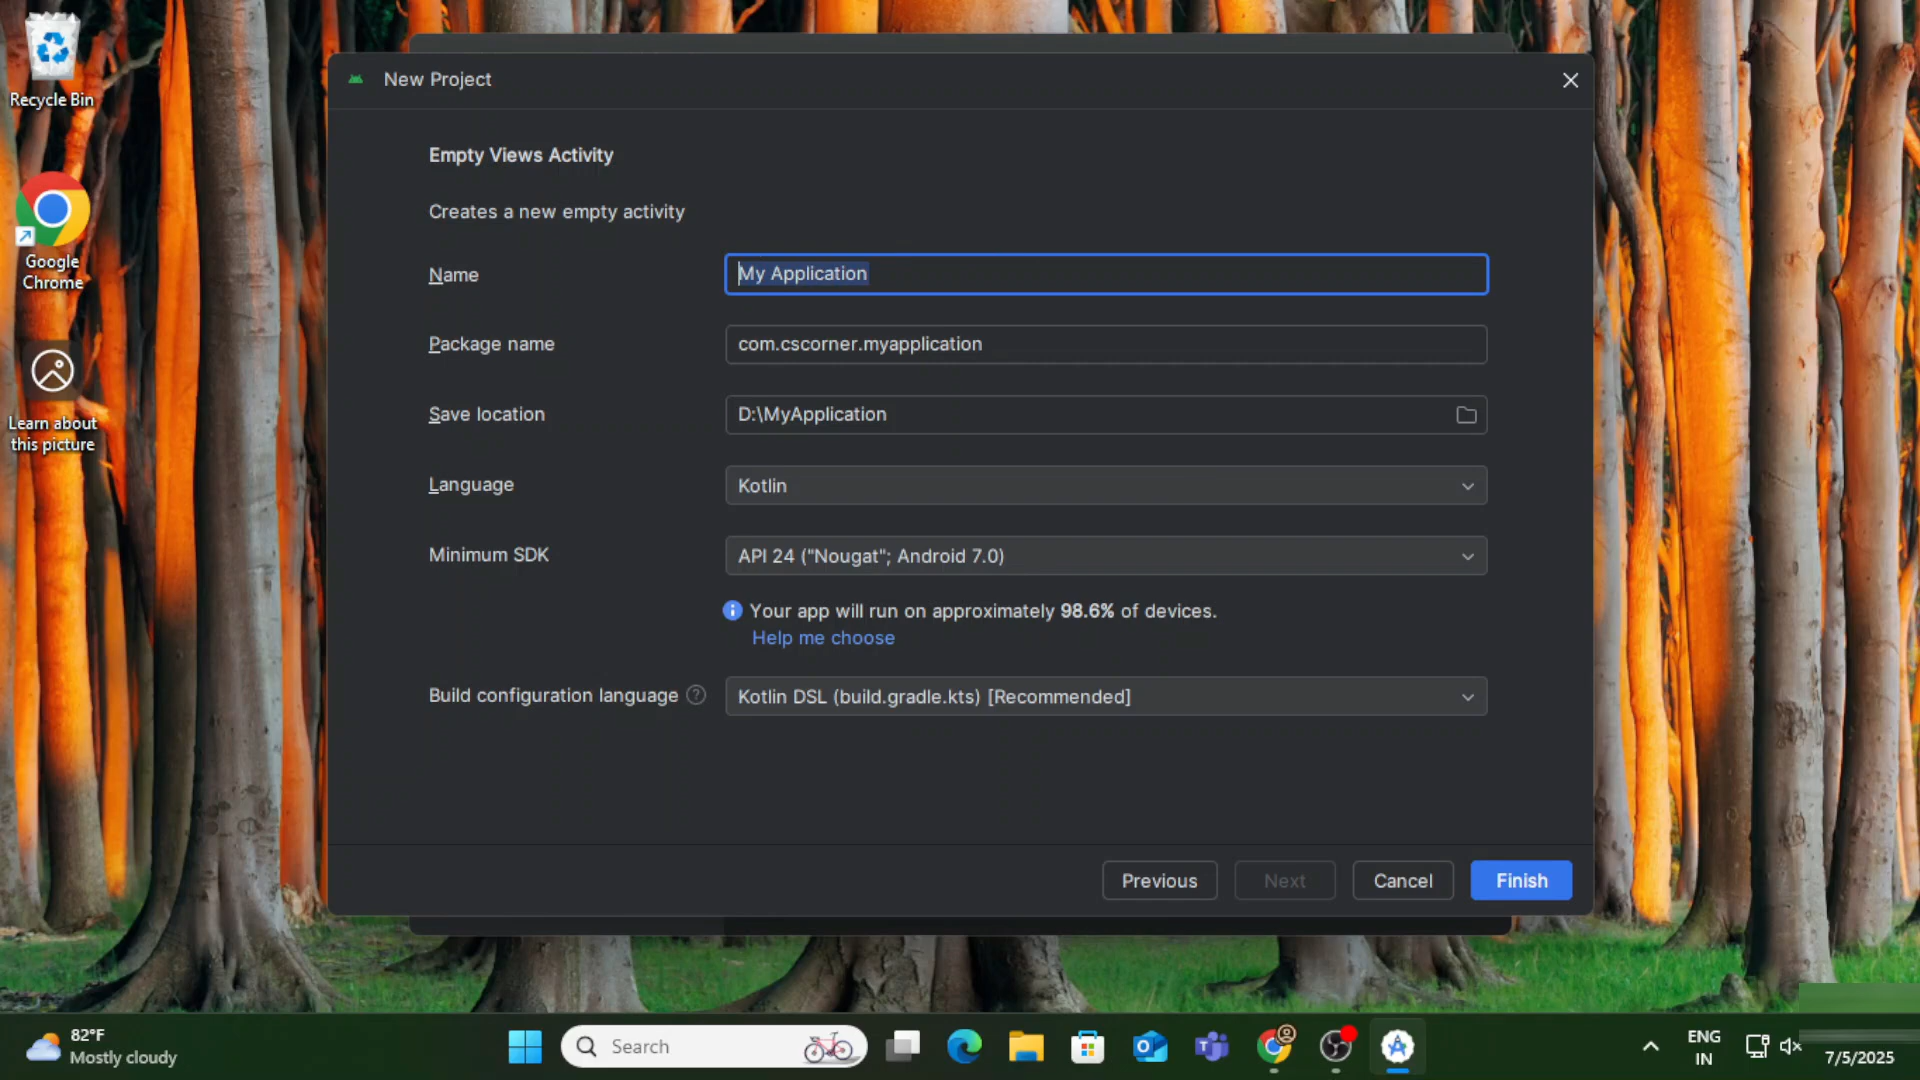 Recycle Bin
Google
Chrome
Learn about
this picture
New Project
Empty Views Activity
Creates a new empty activity
Name
My Application
Package name
com.cscorner.myapplication
Save location
D:\MyApplication
Language
Kotlin
Minimum SDK
API 24 ("Nougat"; Android 7.0)
Your app will run on approximately 98.6% of devices.
Help me choose
Build configuration language
Kotlin DSL (build.gradle.kts) [Recommended]
Previous
Next
Cancel
Finish
82°F
Mostly cloudy
Search
ENG
IN
7/5/2025